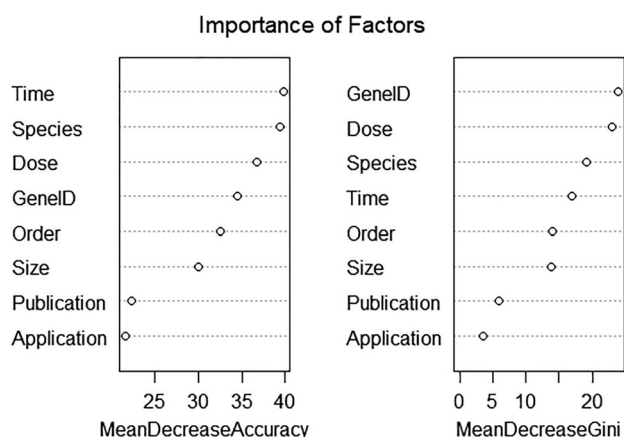 Importance of Factors
Time
Species
Dose
GeneID
Order
Size
Publication
Application
25 30 35 40
MeanDecreaseAccuracy
GeneID
Dose
Species
Time
Order
Size
Publication
Application
0 5 10 20
MeanDecreaseGini